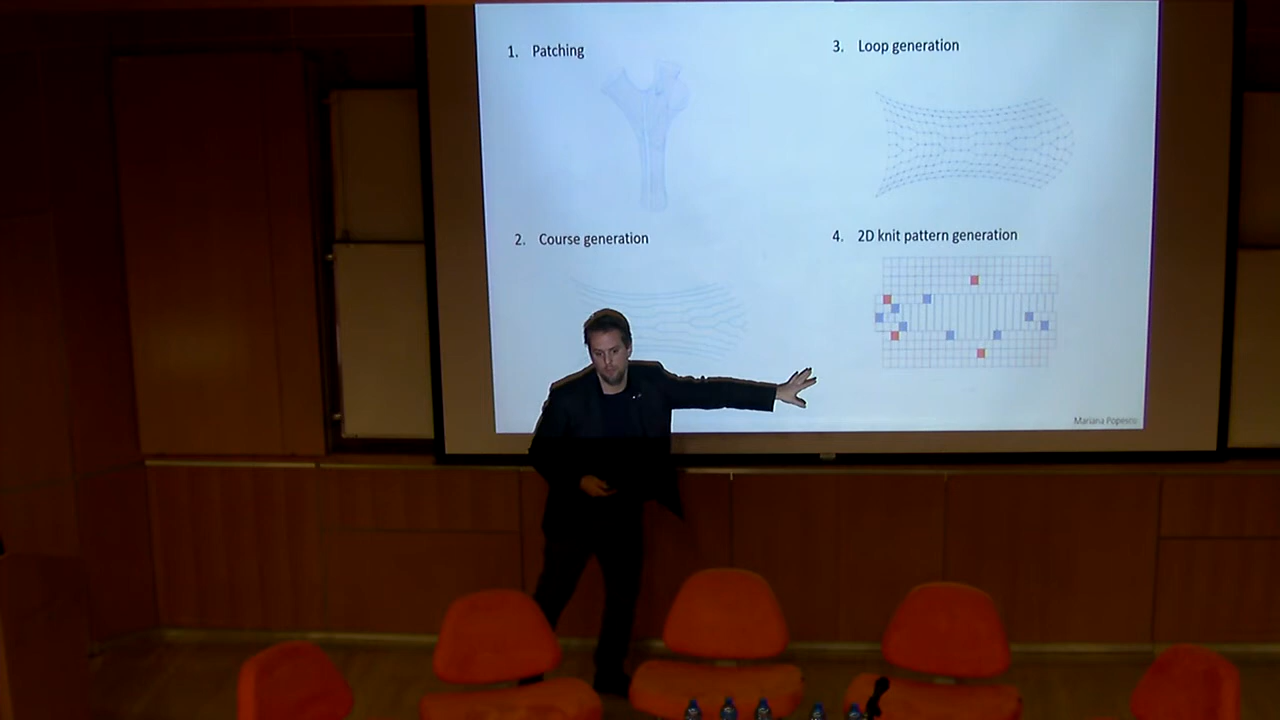 1. Patching
2. Course generation
3. Loop generation
4. 2D knit pattern generation
Mariana Popescu